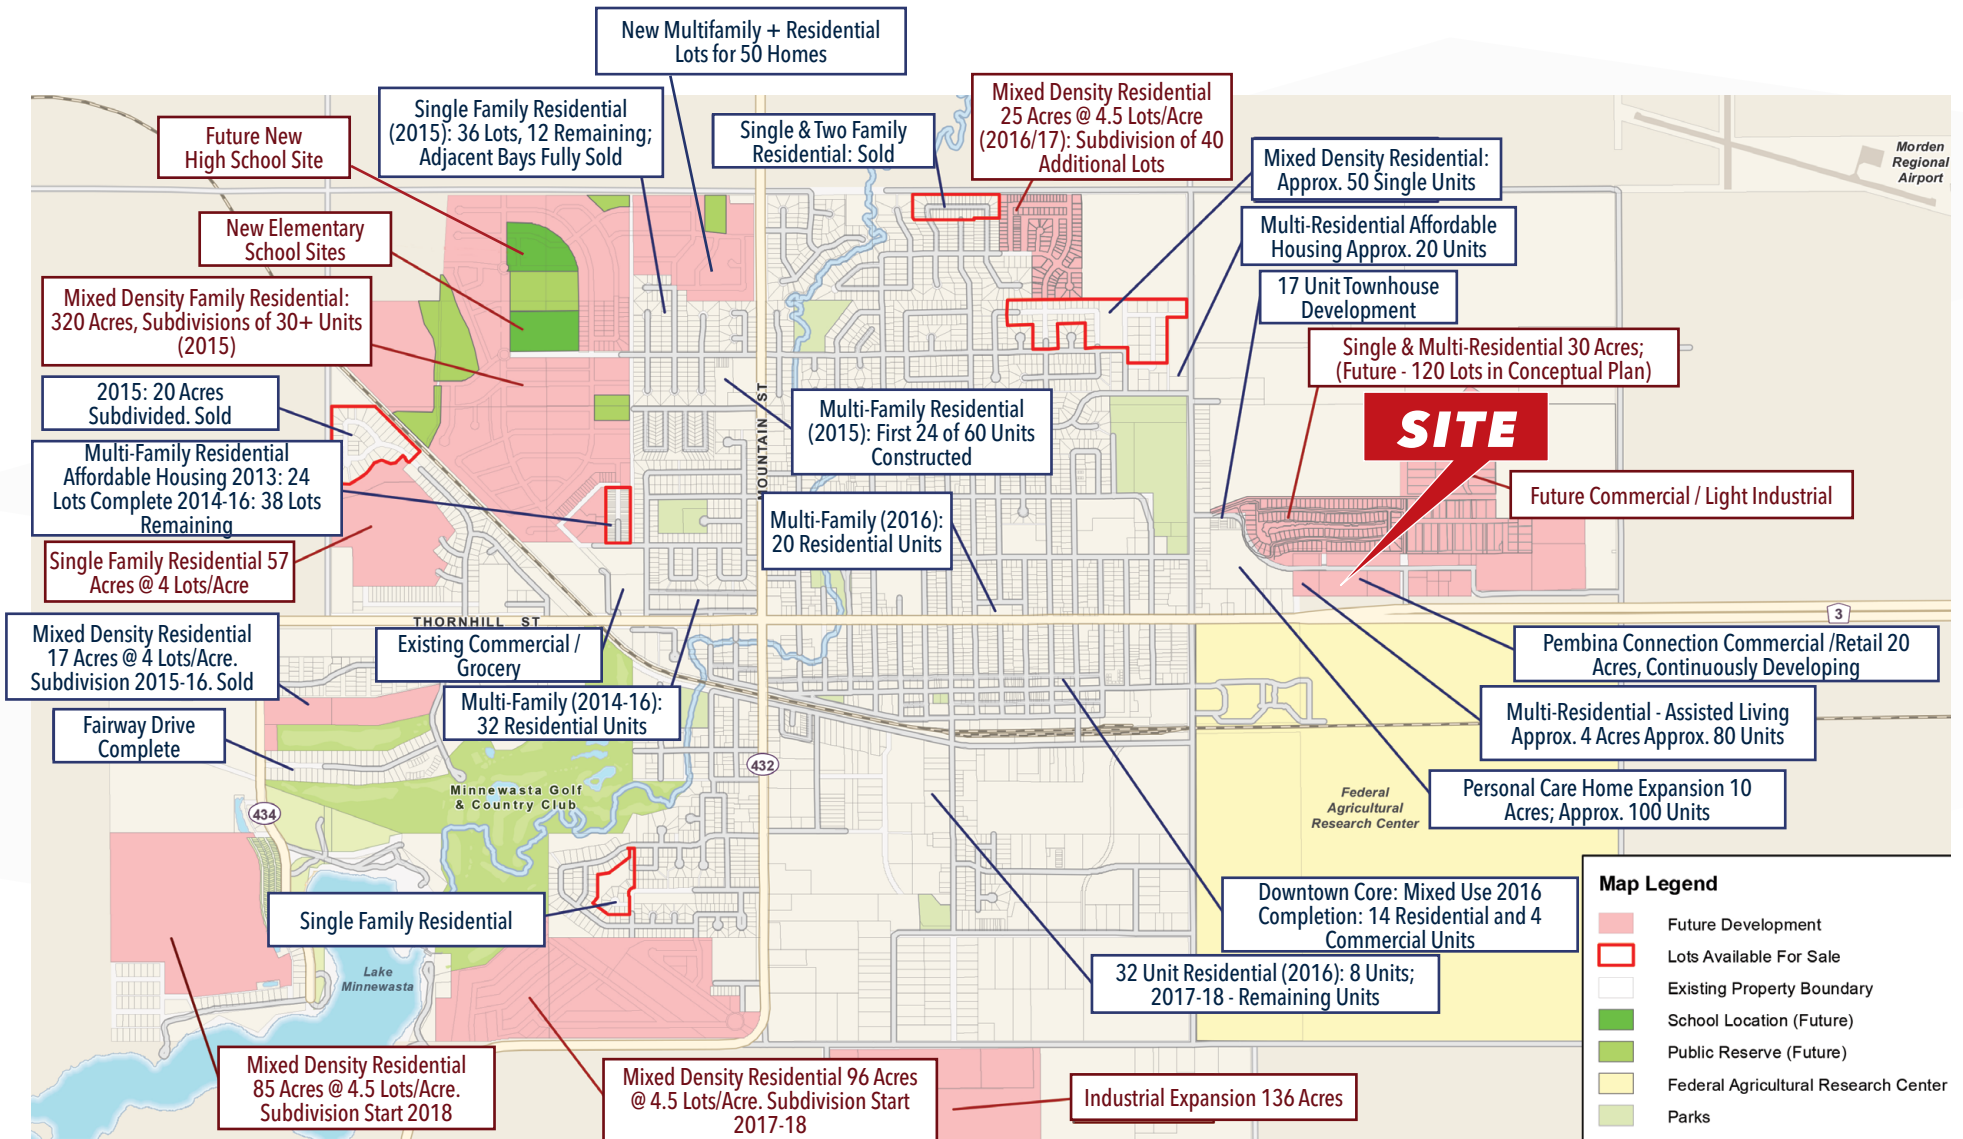 New Multifamily + Residential
Lots for 50 Homes
Single Family Residential
(2015): 36 Lots, 12 Remaining;
Adjacent Bays Fully Sold
Single & Two Family
Residential: Sold
Mixed Density Residential
25 Acres @ 4.5 Lots/Acre
(2016/17): Subdivision of 40
Additional Lots
Future New
High School Site
Mixed Density Residential:
Approx. 50 Single Units
Morden
Regional
Airport
New Elementary
School Sites
Multi-Residential Affordable
Housing Approx. 20 Units
Mixed Density Family Residential:
320 Acres, Subdivisions of 30+ Units
(2015)
17 Unit Townhouse
Development
Single & Multi-Residential 30 Acres;
(Future - 120 Lots in Conceptual Plan)
2015: 20 Acres
Subdivided. Sold
MOUNTAIN ST
Multi-Family Residential
(2015): First 24 of 60 Units
Constructed
SITE
Multi-Family Residential
Affordable Housing 2013: 24
Lots Complete 2014-16: 38 Lots
Remaining
Future Commercial / Light Industrial
Multi-Family (2016):
20 Residential Units
Single Family Residential 57
Acres @ 4 Lots/Acre
THORNHILL ST
3
Mixed Density Residential
17 Acres @ 4 Lots/Acre.
Subdivision 2015-16. Sold
Existing Commercial /
Grocery
Pembina Connection Commercial /Retail 20
Acres, Continuously Developing
Multi-Family (2014-16):
32 Residential Units
Multi-Residential - Assisted Living
Approx. 4 Acres Approx. 80 Units
Fairway Drive
Complete
432
Minnewasta Golf
& Country Club
Federal
Agricultural
Research Center
Personal Care Home Expansion 10
Acres; Approx. 100 Units
434
Single Family Residential
Downtown Core: Mixed Use 2016
Completion: 14 Residential and 4
Commercial Units
Lake
Minnewasta
32 Unit Residential (2016): 8 Units;
2017-18 - Remaining Units
Mixed Density Residential
85 Acres @ 4.5 Lots/Acre.
Subdivision Start 2018
Mixed Density Residential 96 Acres
@ 4.5 Lots/Acre. Subdivision Start
2017-18
Industrial Expansion 136 Acres
Map Legend
Future Development
Lots Available For Sale
Existing Property Boundary
School Location (Future)
Public Reserve (Future)
Federal Agricultural Research Center
Parks